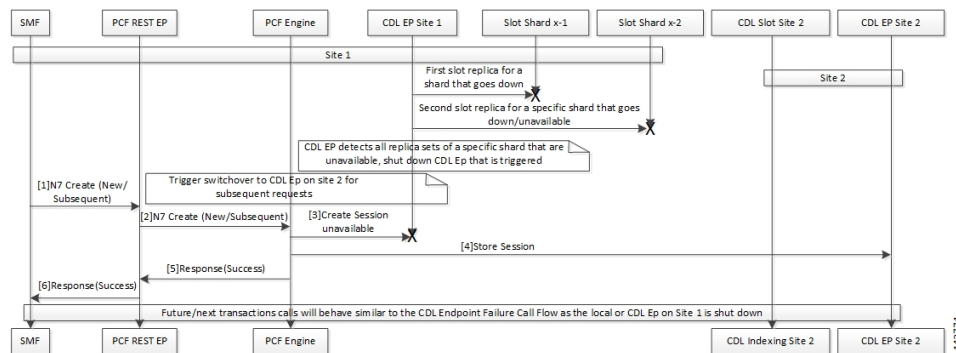 SMF
PCF REST EP
PCF Engine
CDL EP Site 1
Slot Shard x-1
Slot Shard x-2
CDL Slot Site 2
CDL EP Site 2
Site 1
Site 2
First slot replica for a
shard that goes down
X
Second slot replica for a specific shard that goes
down/unavailable
X
CDL EP detects all replica sets of a specific shard that are
unavailable, shut down CDL Ep that is triggered
Trigger switchover to CDL Ep on site 2 for
subsequent requests
[1]N7 Create (New/
Subsequent)
[2]N7 Create (New/Subsequent)
[3]Create Session
unavailable
X
[4]Store Session
[5]Response(Success)
[6]Response(Success)
Future/next transactions calls will behave similar to the CDL Endpoint Failure Call Flow as the local or CDL Ep on Site 1 is shut down
SMF
PCF REST EP
PCF Engine
CDL Indexing Site 2
CDL EP Site 2